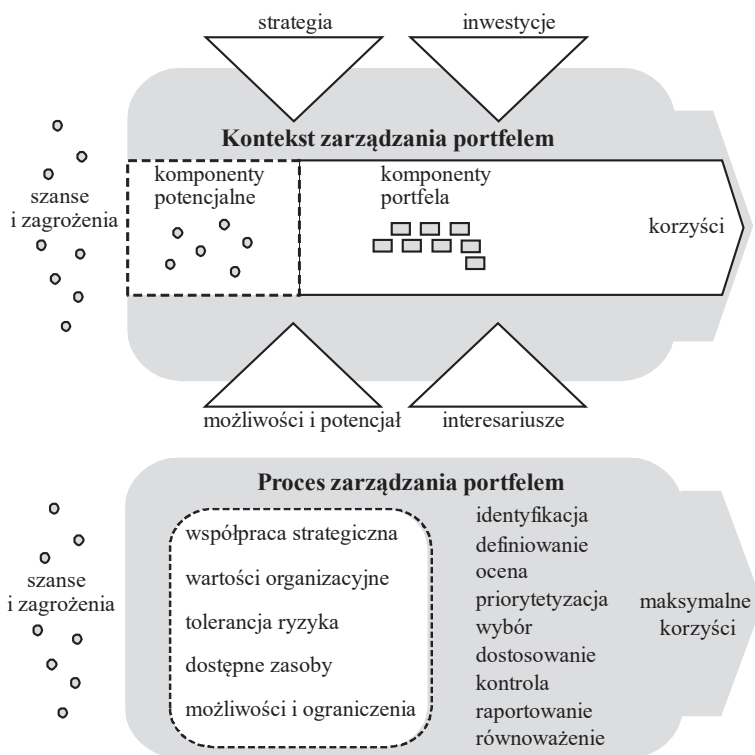 strategia
inwestycje
Kontekst zarządzania portfelem
szanse
i zagrożenia
komponenty
potencjalne
komponenty
portfela
korzyści
możliwości i potencjał
interesariusze
Proces zarządzania portfelem
szanse
i zagrożenia
współpraca strategiczna
wartości organizacyjne
tolerancja ryzyka
dostępne zasoby
możliwości i ograniczenia
identyfikacja
definiowanie
ocena
priorytetyzacja
wybór
dostosowanie
kontrola
raportowanie
równoważenie
maksymalne
korzyści